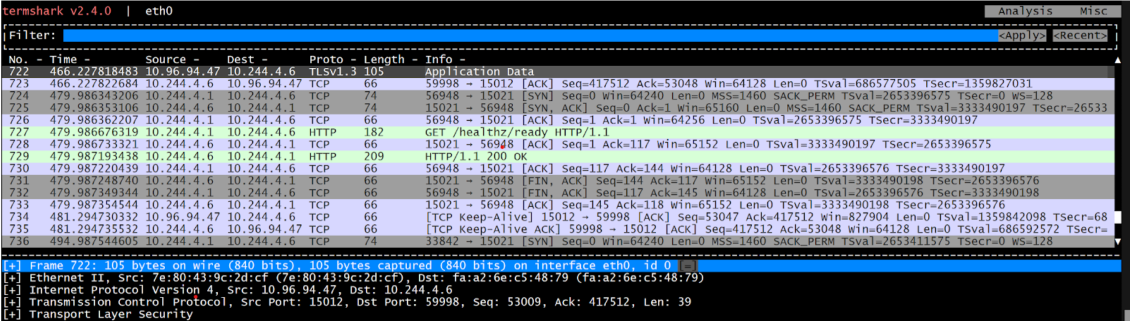 termshark v2.4.0 | eth0 Analysis Misc
Filter: <Apply> <Recent>
No. - Time - Source - Dest - Proto - Length - Info -
722 466.227818483 10.96.94.47 10.244.4.6 TLSv1.3 105 Application Data
723 466.227822684 10.244.4.6 10.96.94.47 TCP 66 59998 → 15012 [ACK] Seq=417512 Ack=53048 Win=64128 Len=0 TSval=686577505 TSecr=1359827031
724 479.986343206 10.244.4.1 10.244.4.6 TCP 74 56948 → 15021 [SYN] Seq=0 Win=64240 Len=0 MSS=1460 SACK_PERM TSval=2653396575 TSecr=0 WS=128
725 479.986353106 10.244.4.6 10.244.4.1 TCP 74 15021 → 56948 [SYN, ACK] Seq=0 Ack=1 Win=65160 Len=0 MSS=1460 SACK_PERM TSval=3333490197 TSecr=26533
726 479.986362207 10.244.4.1 10.244.4.6 TCP 66 56948 → 15021 [ACK] Seq=1 Ack=1 Win=64256 Len=0 TSval=2653396575 TSecr=3333490197
727 479.986676319 10.244.4.1 10.244.4.6 HTTP 182 GET /healthz/ready HTTP/1.1
728 479.986733321 10.244.4.6 10.244.4.1 TCP 66 15021 → 56948 [ACK] Seq=1 Ack=117 Win=65152 Len=0 TSval=3333490197 TSecr=2653396575
729 479.987193438 10.244.4.6 10.244.4.1 HTTP 209 HTTP/1.1 200 OK
730 479.987220439 10.244.4.1 10.244.4.6 TCP 66 56948 → 15021 [ACK] Seq=117 Ack=144 Win=64128 Len=0 TSval=2653396576 TSecr=3333490197
731 479.987248740 10.244.4.6 10.244.4.1 TCP 66 15021 → 56948 [FIN, ACK] Seq=144 Ack=117 Win=65152 Len=0 TSval=3333490198 TSecr=2653396576
732 479.987349344 10.244.4.1 10.244.4.6 TCP 66 56948 → 15021 [FIN, ACK] Seq=117 Ack=145 Win=64128 Len=0 TSval=2653396576 TSecr=3333490198
733 479.987354544 10.244.4.6 10.244.4.1 TCP 66 15021 → 56948 [ACK] Seq=145 Ack=118 Win=65152 Len=0 TSval=3333490198 TSecr=2653396576
734 481.294730332 10.96.94.47 10.244.4.6 TCP 66 [TCP Keep-Alive] 15012 → 59998 [ACK] Seq=53047 Ack=417512 Win=827904 Len=0 TSval=1359842098 TSecr=68
735 481.294735532 10.244.4.6 10.96.94.47 TCP 66 [TCP Keep-Alive ACK] 59998 → 15012 [ACK] Seq=417512 Ack=53048 Win=64128 Len=0 TSval=686592572 TSecr=
736 494.987544605 10.244.4.1 10.244.4.6 TCP 74 33842 → 15021 [SYN] Seq=0 Win=64240 Len=0 MSS=1460 SACK_PERM TSval=2653411575 TSecr=0 WS=128
[+] Frame 722: 105 bytes on wire (840 bits), 105 bytes captured (840 bits) on interface eth0, id 0 [=]
[+] Ethernet II, Src: 7e:80:43:9c:2d:cf (7e:80:43:9c:2d:cf), Dst: fa:a2:6e:c5:48:79 (fa:a2:6e:c5:48:79)
[+] Internet Protocol Version 4, Src: 10.96.94.47, Dst: 10.244.4.6
[+] Transmission Control Protocol, Src Port: 15012, Dst Port: 59998, Seq: 53009, Ack: 417512, Len: 39
[+] Transport Layer Security